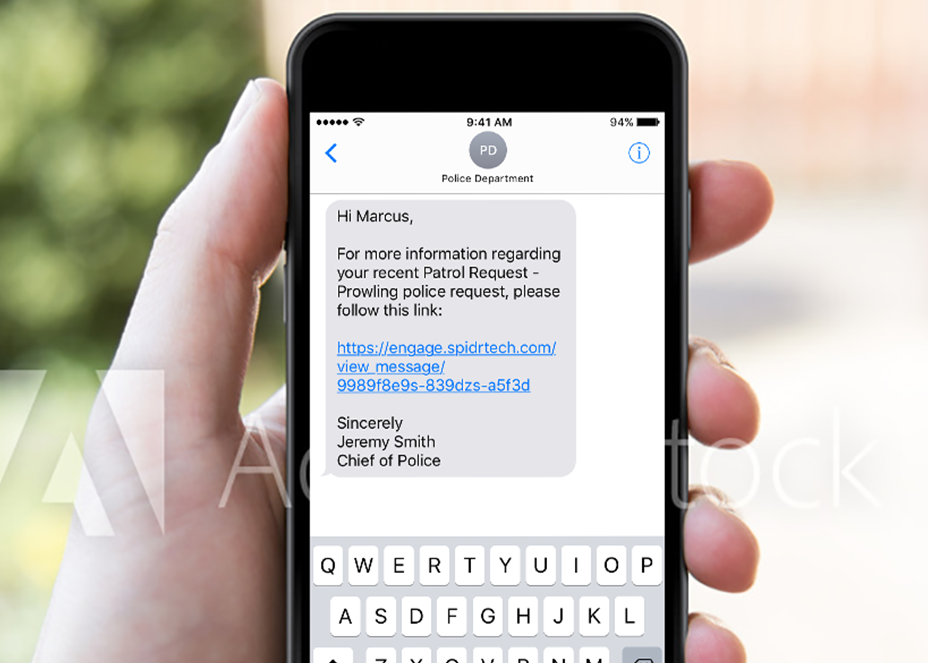 9:41 AM
94%
PD
Police Department
Hi Marcus,
For more information regarding
your recent Patrol Request -
Prowling police request, please
follow this link:
https://engage.spidrtech.com/
view_message/
9989f8e9s-839dzs-a5f3d
Sincerely
Jeremy Smith
Chief of Police
A tock
Q W E R T Y U I O P
A S D F G H J K L